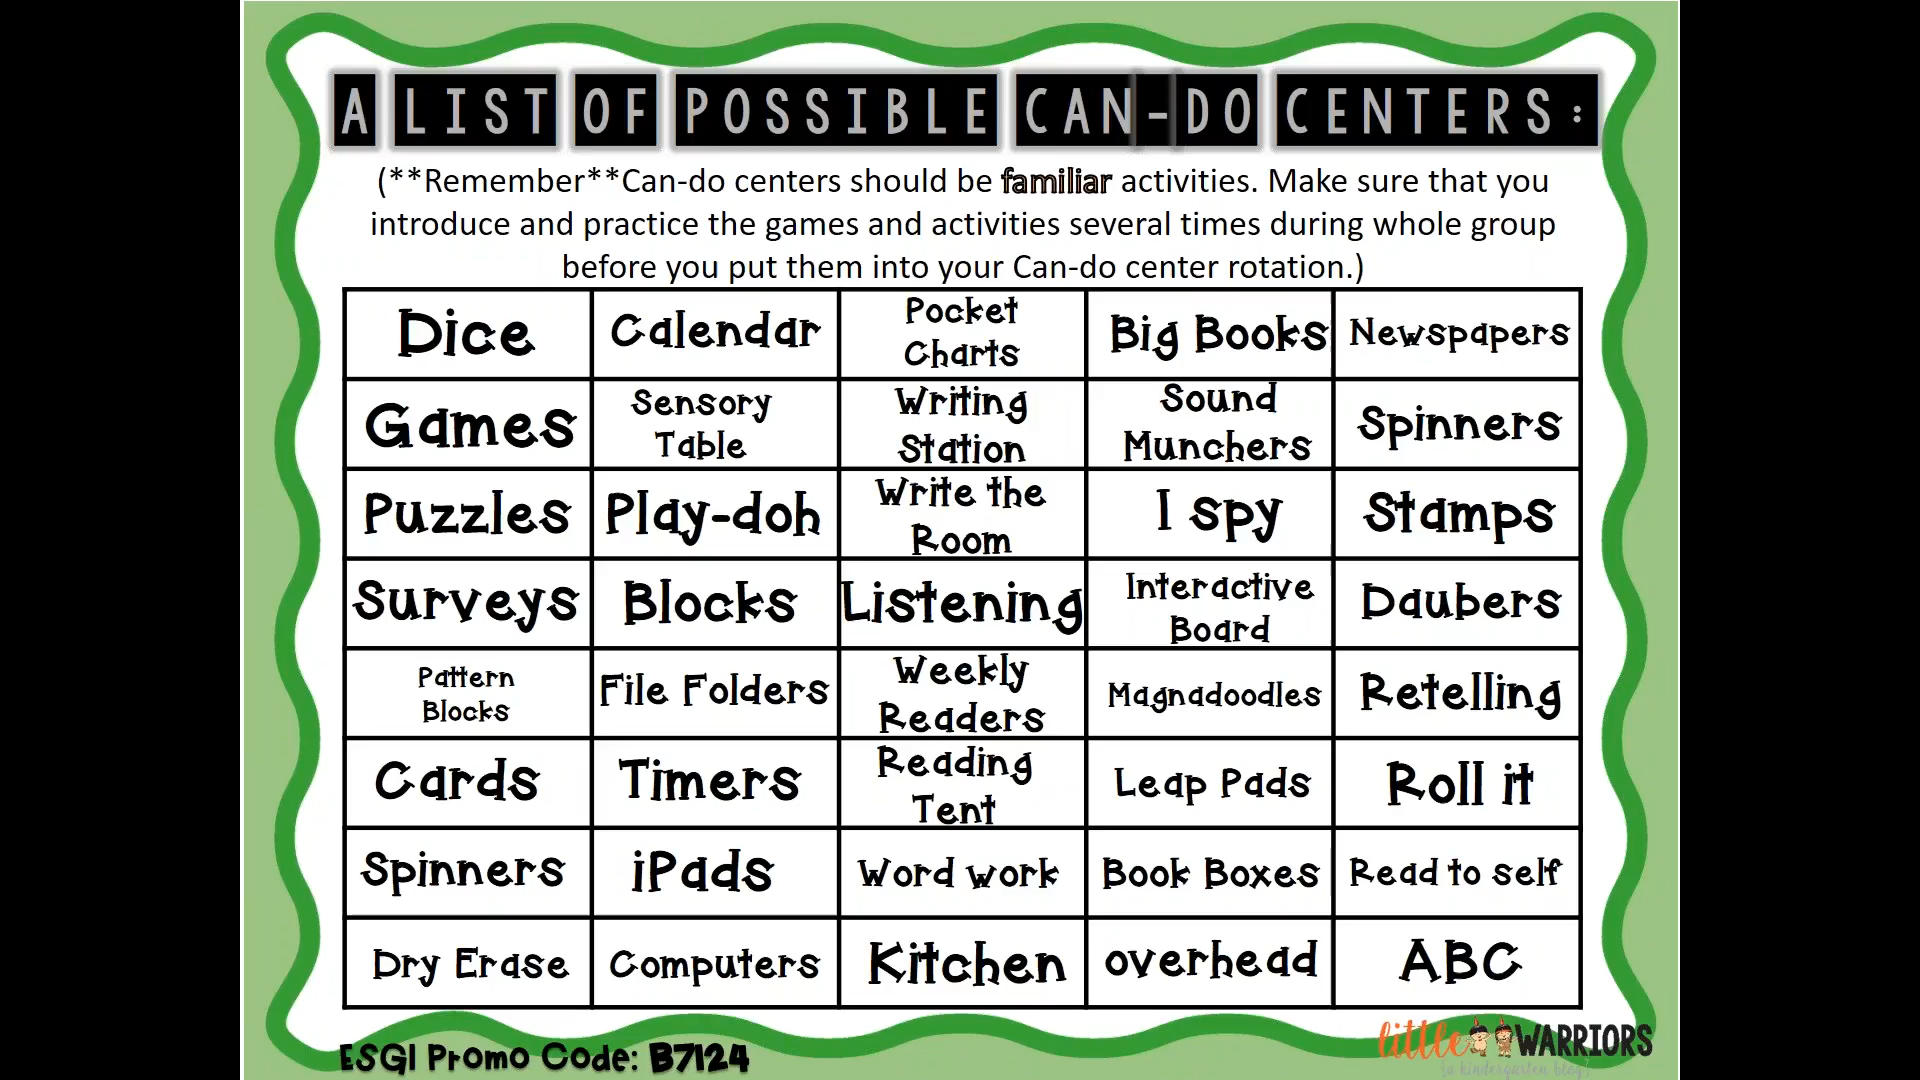 A LIST OF POSSIBLE CAN-DO CENTERS:
(**Remember**Can-do centers should be familiar activities. Make sure that you
introduce and practice the games and activities several times during whole group
before you put them into your Can-do center rotation.)
Dice
Calendar
Pocket
Charts
Big Books
Newspapers
Games
Sensory
Table
Writing
Station
Sound
Munchers
Spinners
Puzzles
Play-doh
Write the
Room
I spy
Stamps
Surveys
Blocks
Listening
Interactive
Board
Daubers
Pattern
Blocks
File Folders
Weekly
Readers
Magnadoodles
Retelling
Cards
Timers
Reading
Tent
Leap Pads
Roll it
Spinners
iPads
Word work
Book Boxes
Read to self
Dry Erase
Computers
Kitchen
overhead
ABC
ESGI Promo Code: B7124
little WARRIORS
{a kindergarten blog}